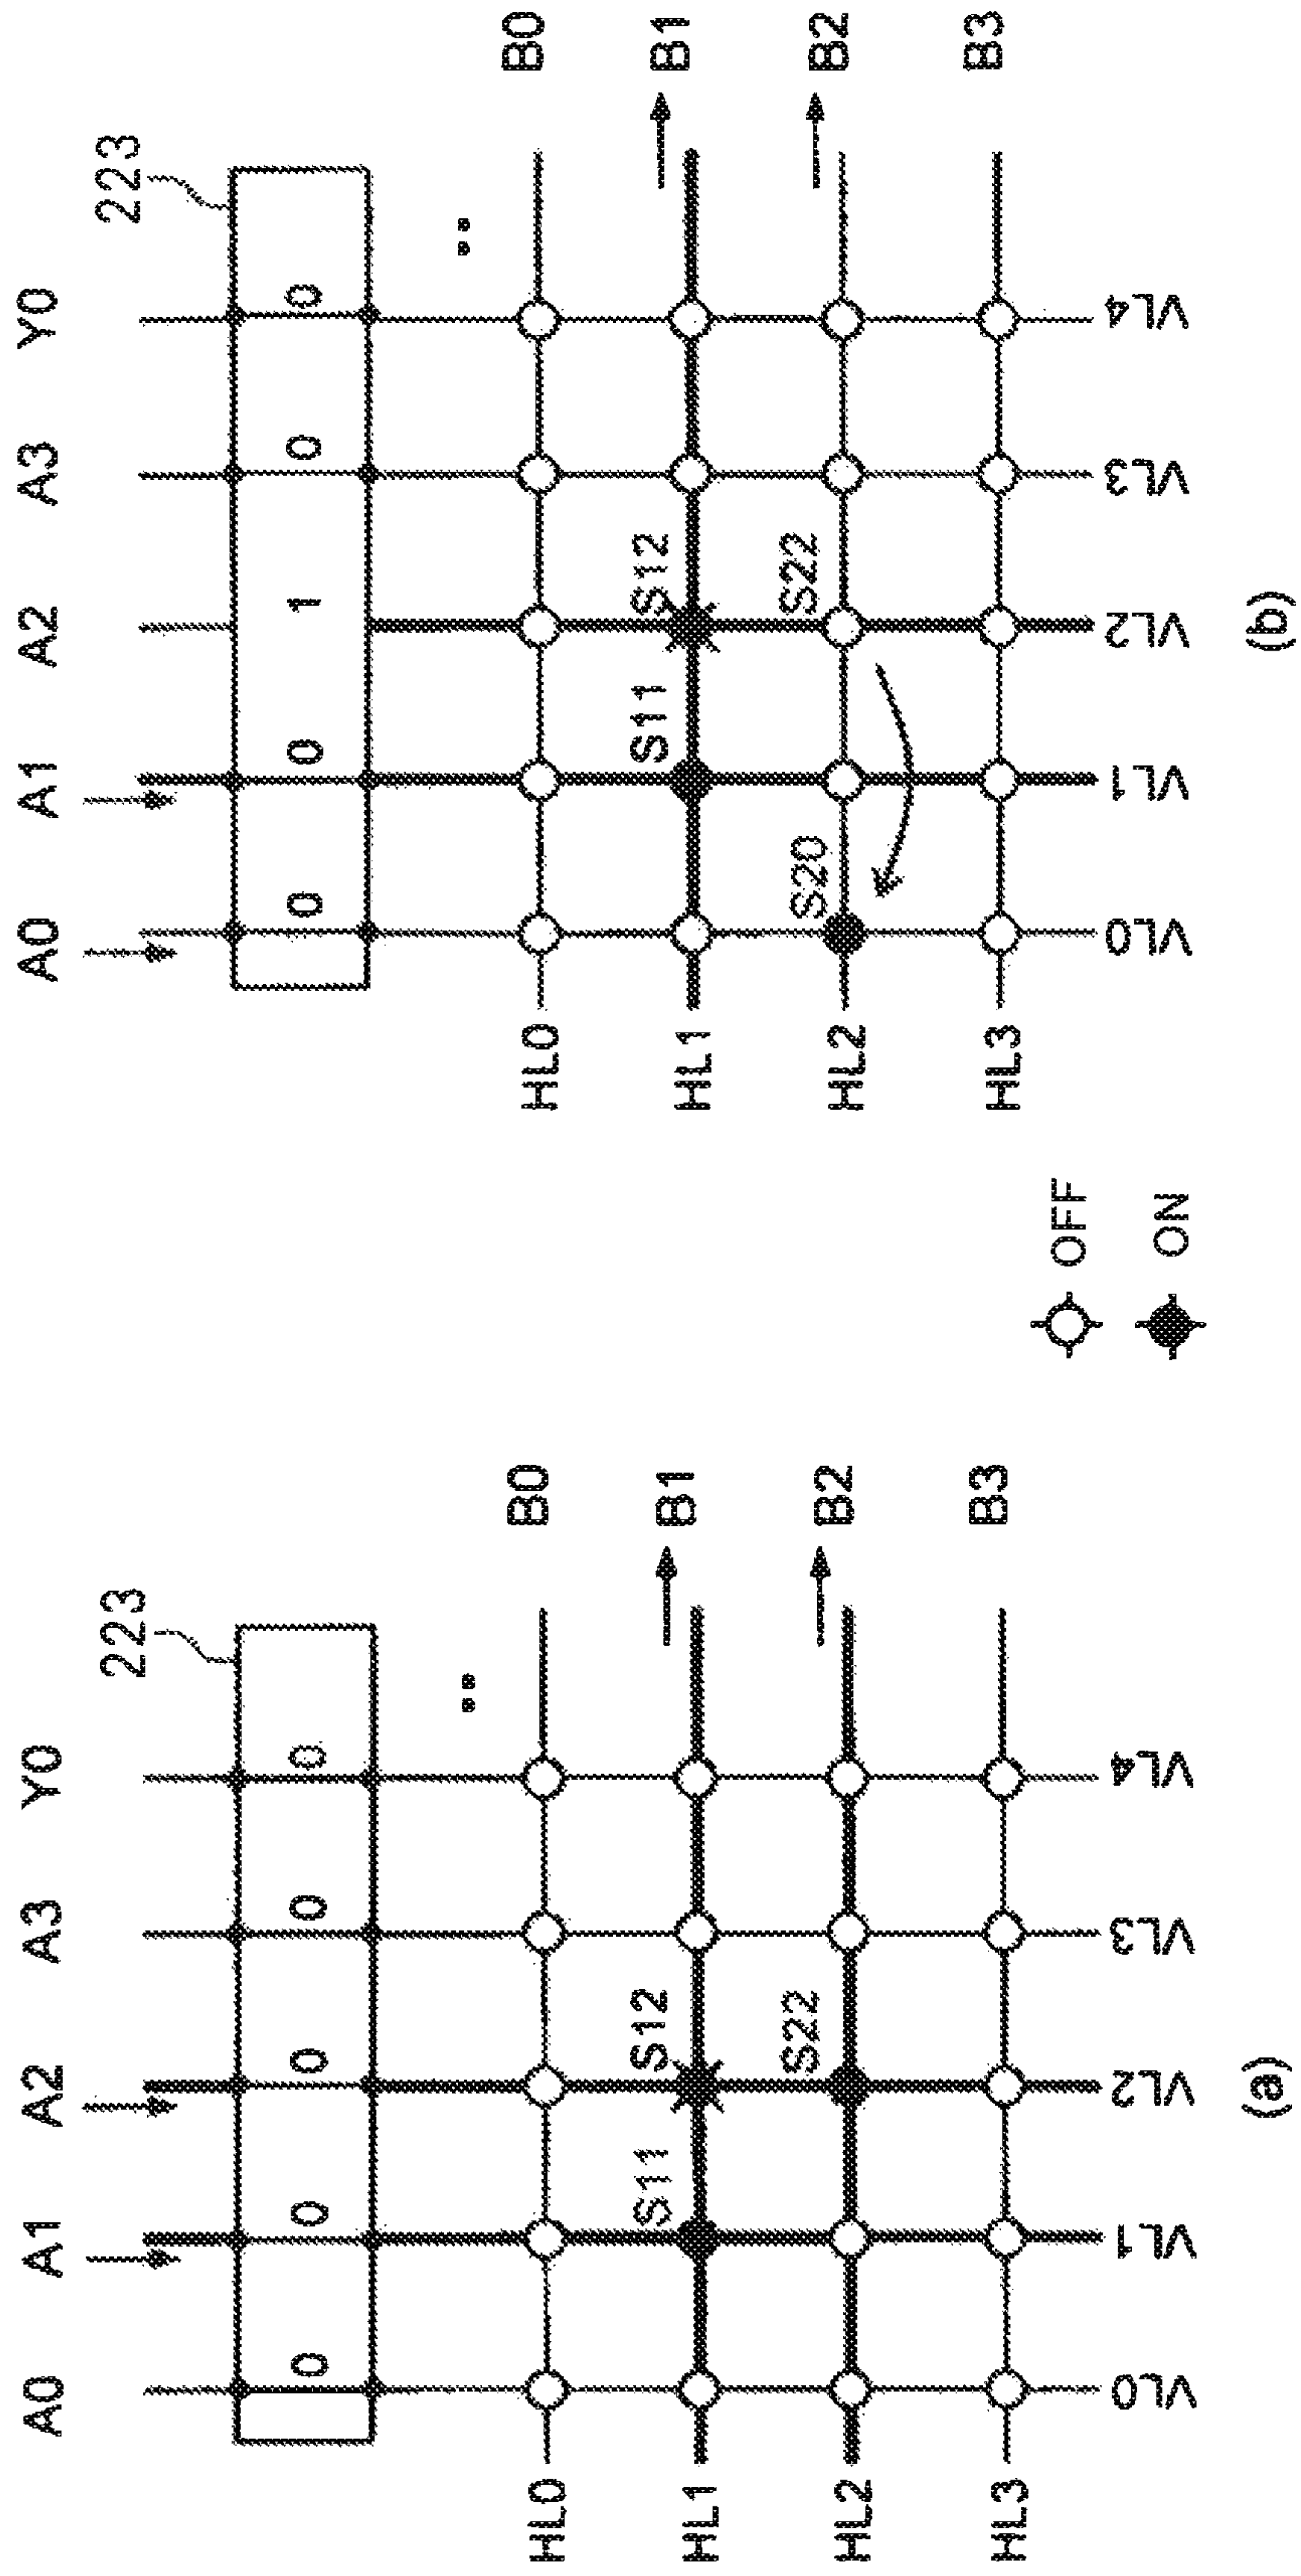 A0 A1 A2 A3 Y0
223
0 0 0 0 0
HL0 B0
S11 S12
HL1 B1
S22
HL2 B2
HL3 B3
VL0 VL1 VL2 VL3 VL4
(a)
OFF
ON
A0 A1 A2 A3 Y0
223
0 0 1 0 0
HL0 B0
S11 S12
HL1 B1
S20 S22
HL2 B2
HL3 B3
VL0 VL1 VL2 VL3 VL4
(b)